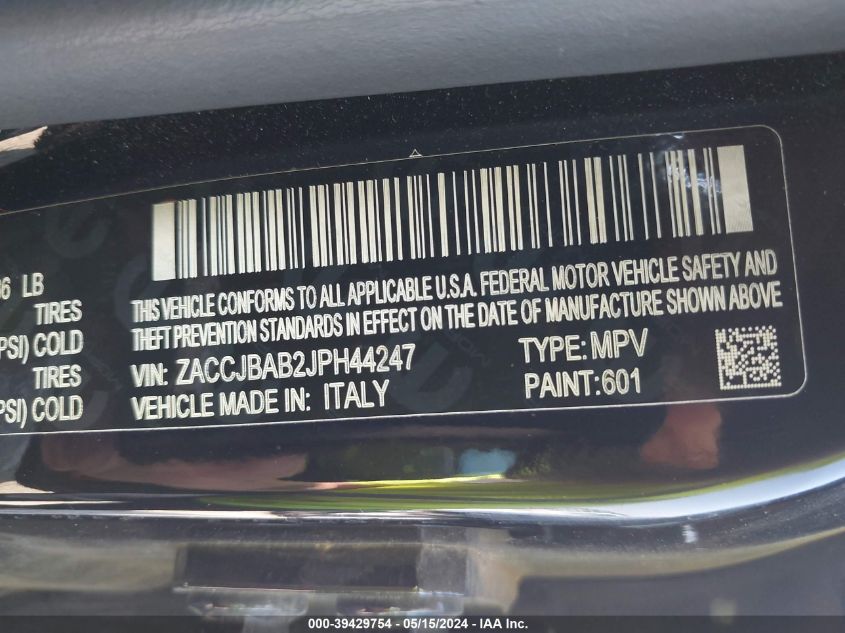 36 LB
TIRES
PSI) COLD
TIRES
PSI) COLD
THIS VEHICLE CONFORMS TO ALL APPLICABLE U.S.A. FEDERAL MOTOR VEHICLE SAFETY AND
THEFT PREVENTION STANDARDS IN EFFECT ON THE DATE OF MANUFACTURE SHOWN ABOVE
VIN: ZACCJBAB2JPH44247 TYPE: MPV
VEHICLE MADE IN: ITALY PAINT:601
000-39429754 - 05/15/2024 - IAA Inc.